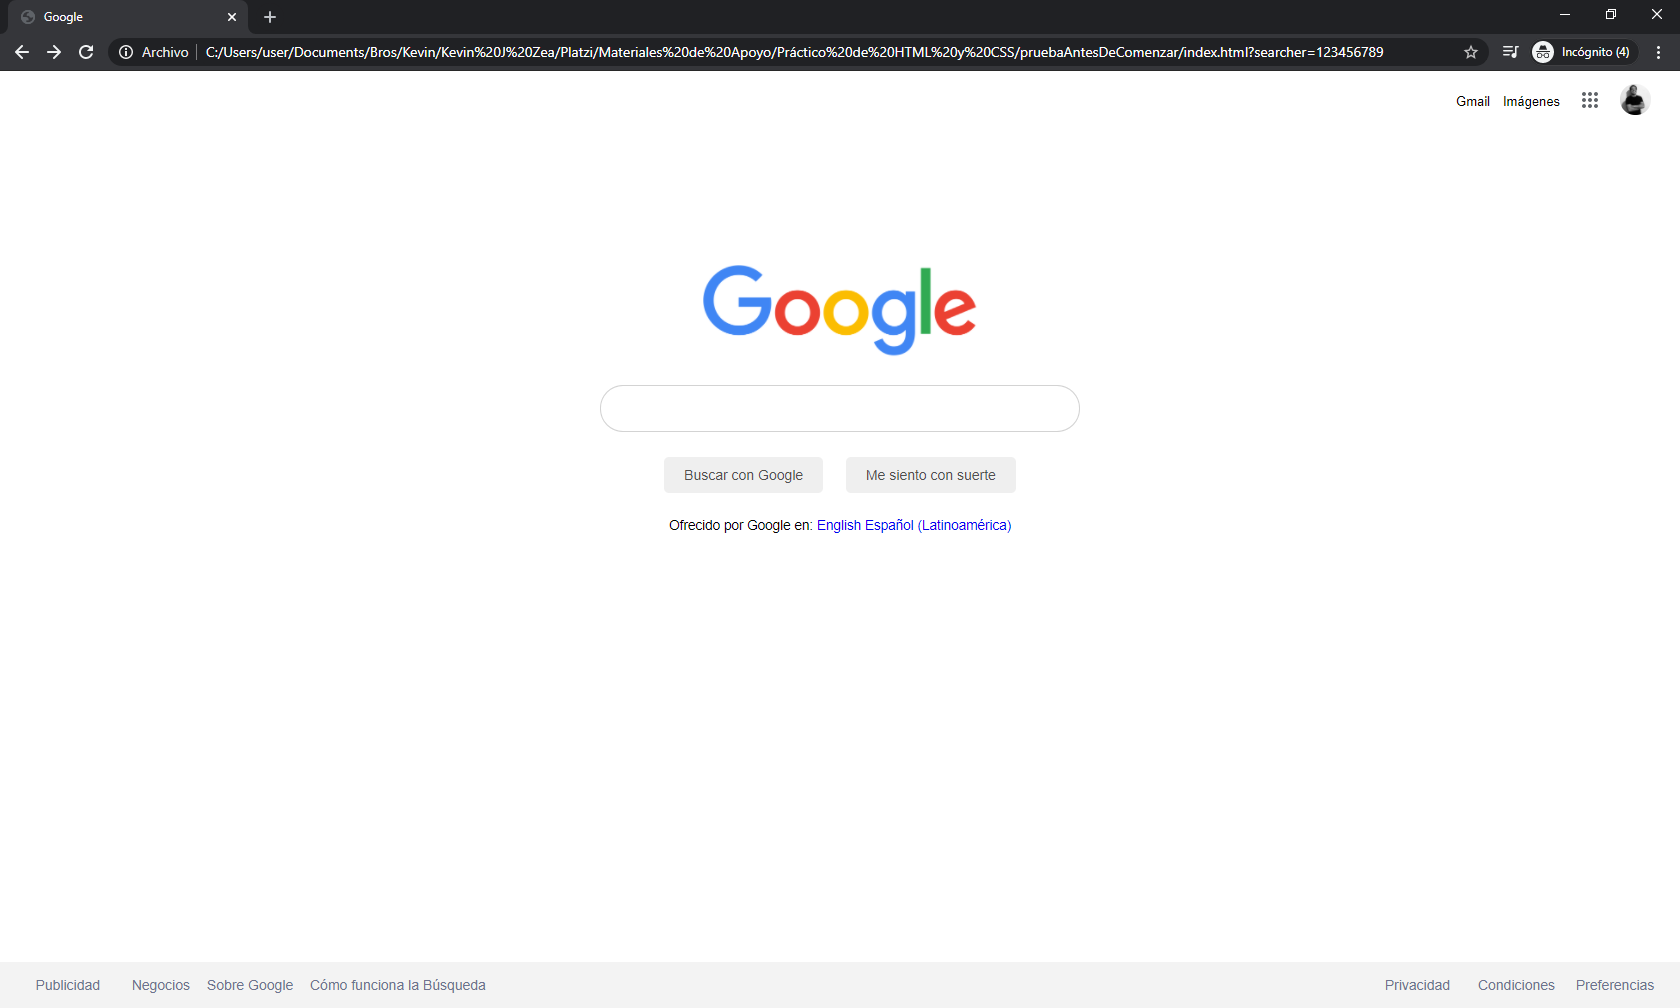 Google
Archivo C:/Users/user/Documents/Bros/Kevin/Kevin%20J%20Zea/Platzi/Materiales%20de%20Apoyo/Práctico%20de%20HTML%20y%20CSS/pruebaAntesDeComenzar/index.html?searcher=123456789 Incógnito (4)
Gmail Imágenes
Google
Buscar con Google Me siento con suerte
Ofrecido por Google en: English Español (Latinoamérica)
Publicidad Negocios Sobre Google Cómo funciona la Búsqueda Privacidad Condiciones Preferencias